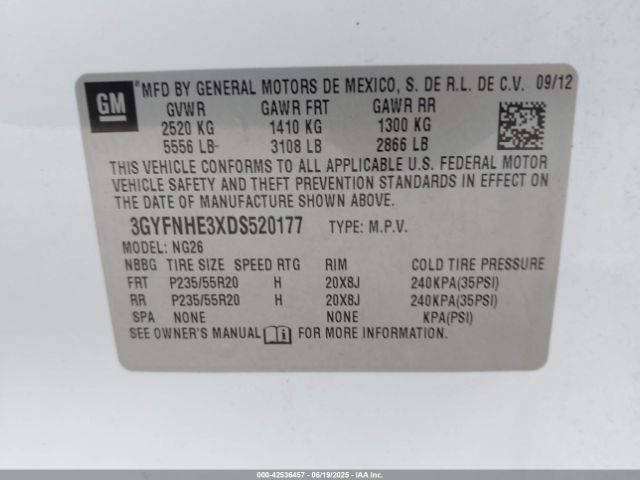 GM
*MFD BY GENERAL MOTORS DE MEXICO, S. DE R.L. DE C.V. 09/12
GVWR GAWR FRT GAWR RR
2520 KG 1410 KG 1300 KG
5556 LB 3108 LB 2866 LB
THIS VEHICLE CONFORMS TO ALL APPLICABLE U.S. FEDERAL MOTOR
VEHICLE SAFETY AND THEFT PREVENTION STANDARDS IN EFFECT ON
THE DATE OF MANUFACTURE SHOWN ABOVE.
3GYFNHE3XDS520177 TYPE: M.P.V.
MODEL: NG26
NBBG TIRE SIZE SPEED RTG RIM COLD TIRE PRESSURE
FRT P235/55R20 H 20X8J 240KPA(35PSI)
RR P235/55R20 H 20X8J 240KPA(35PSI)
SPA NONE NONE KPA(PSI)
SEE OWNER'S MANUAL FOR MORE INFORMATION.
000-42536457 - 06/19/2025 - IAA Inc.